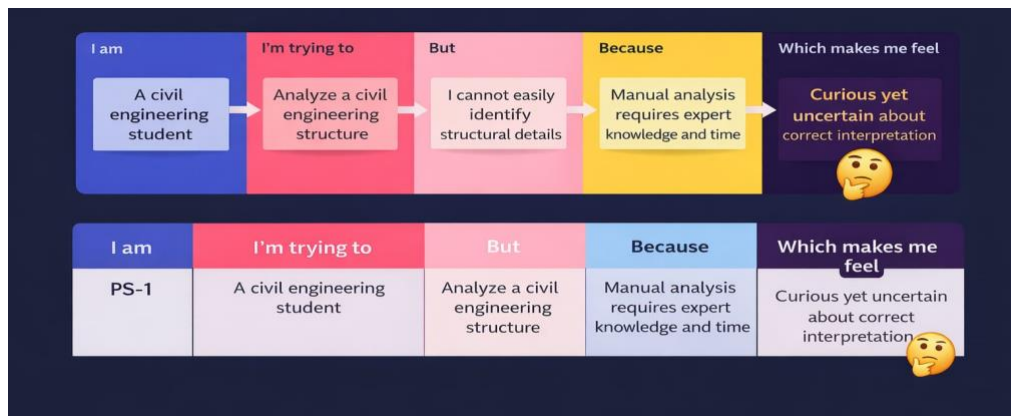 I am
I'm trying to
But
Because
Which makes me feel
A civil
engineering
student
Analyze a civil
engineering
structure
I cannot easily
identify
structural details
Manual analysis
requires expert
knowledge and time
Curious yet
uncertain about
correct interpretation
I am
I'm trying to
But
Because
Which makes me
feel
PS-1
A civil engineering
student
Analyze a civil
engineering
structure
Manual analysis
requires expert
knowledge and time
Curious yet uncertain
about correct
interpretation